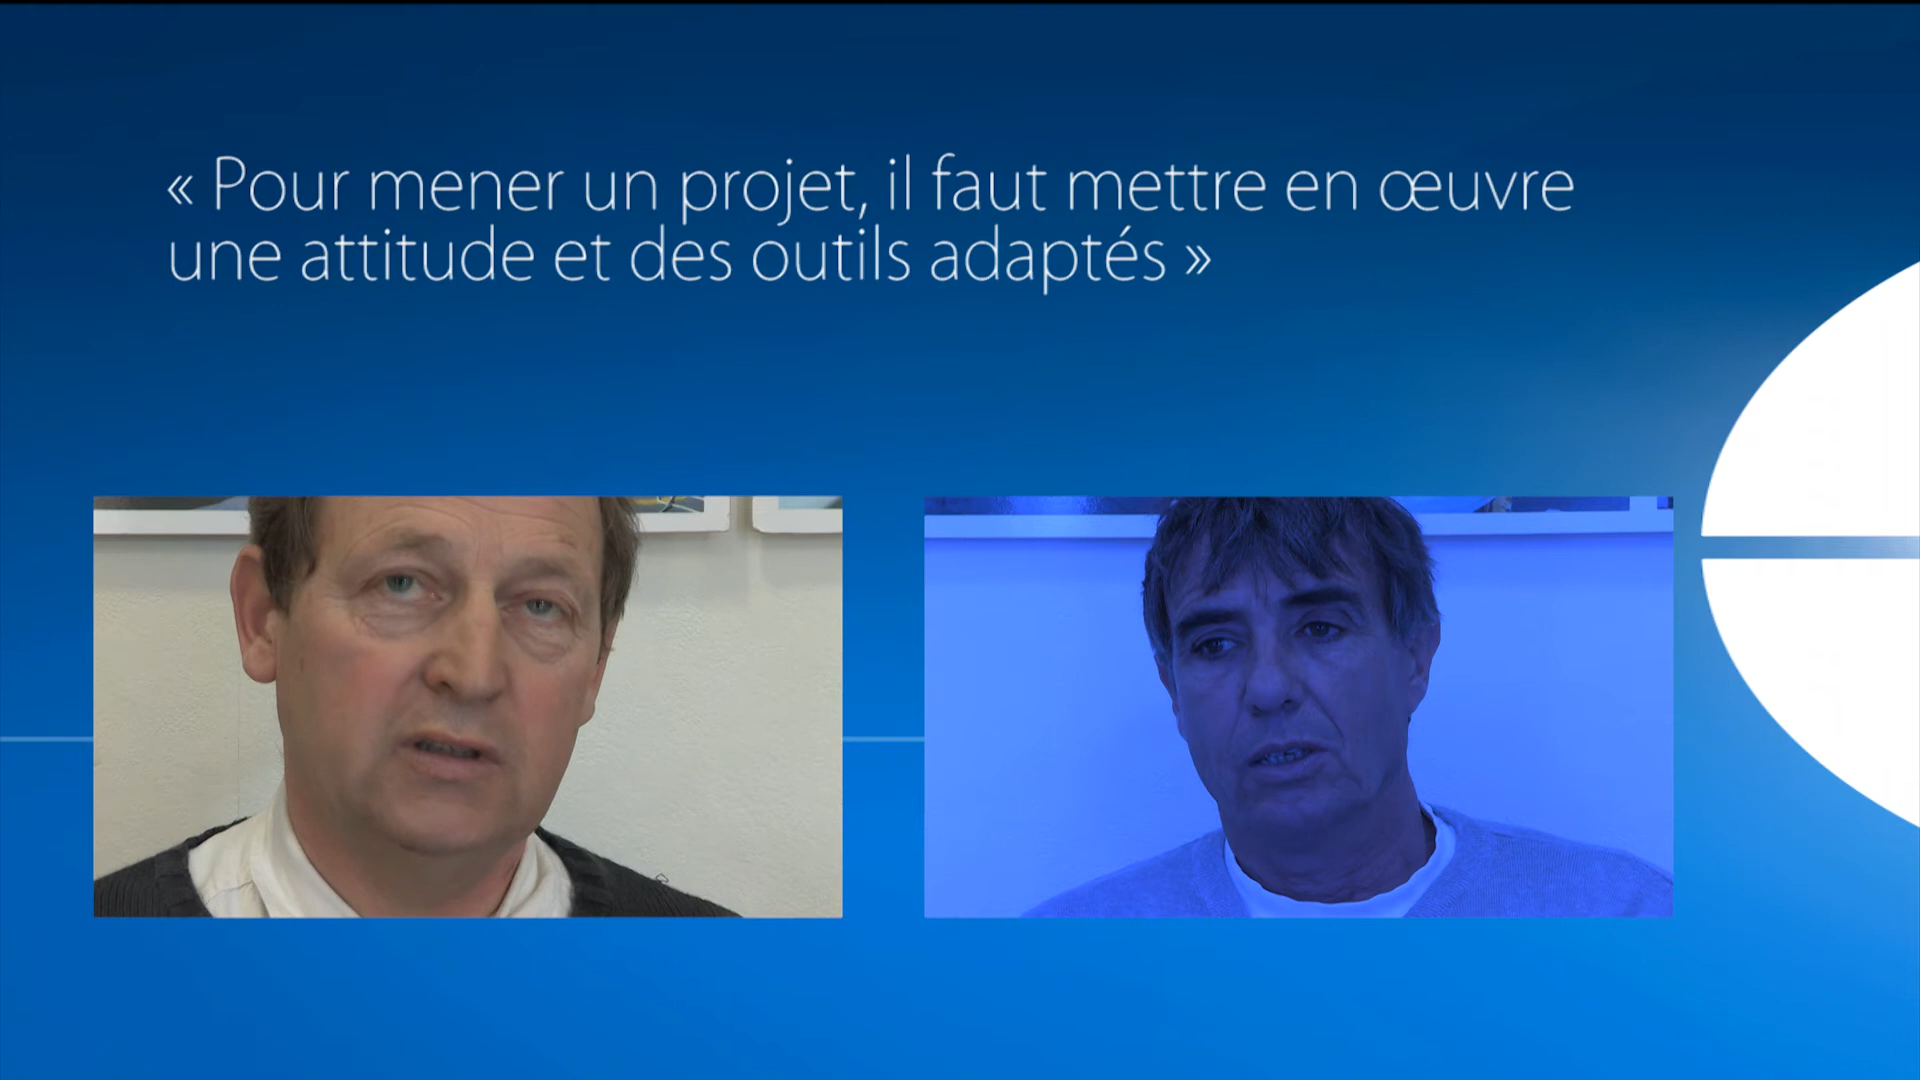 « Pour mener un projet, il faut mettre en œuvre
une attitude et des outils adaptés »